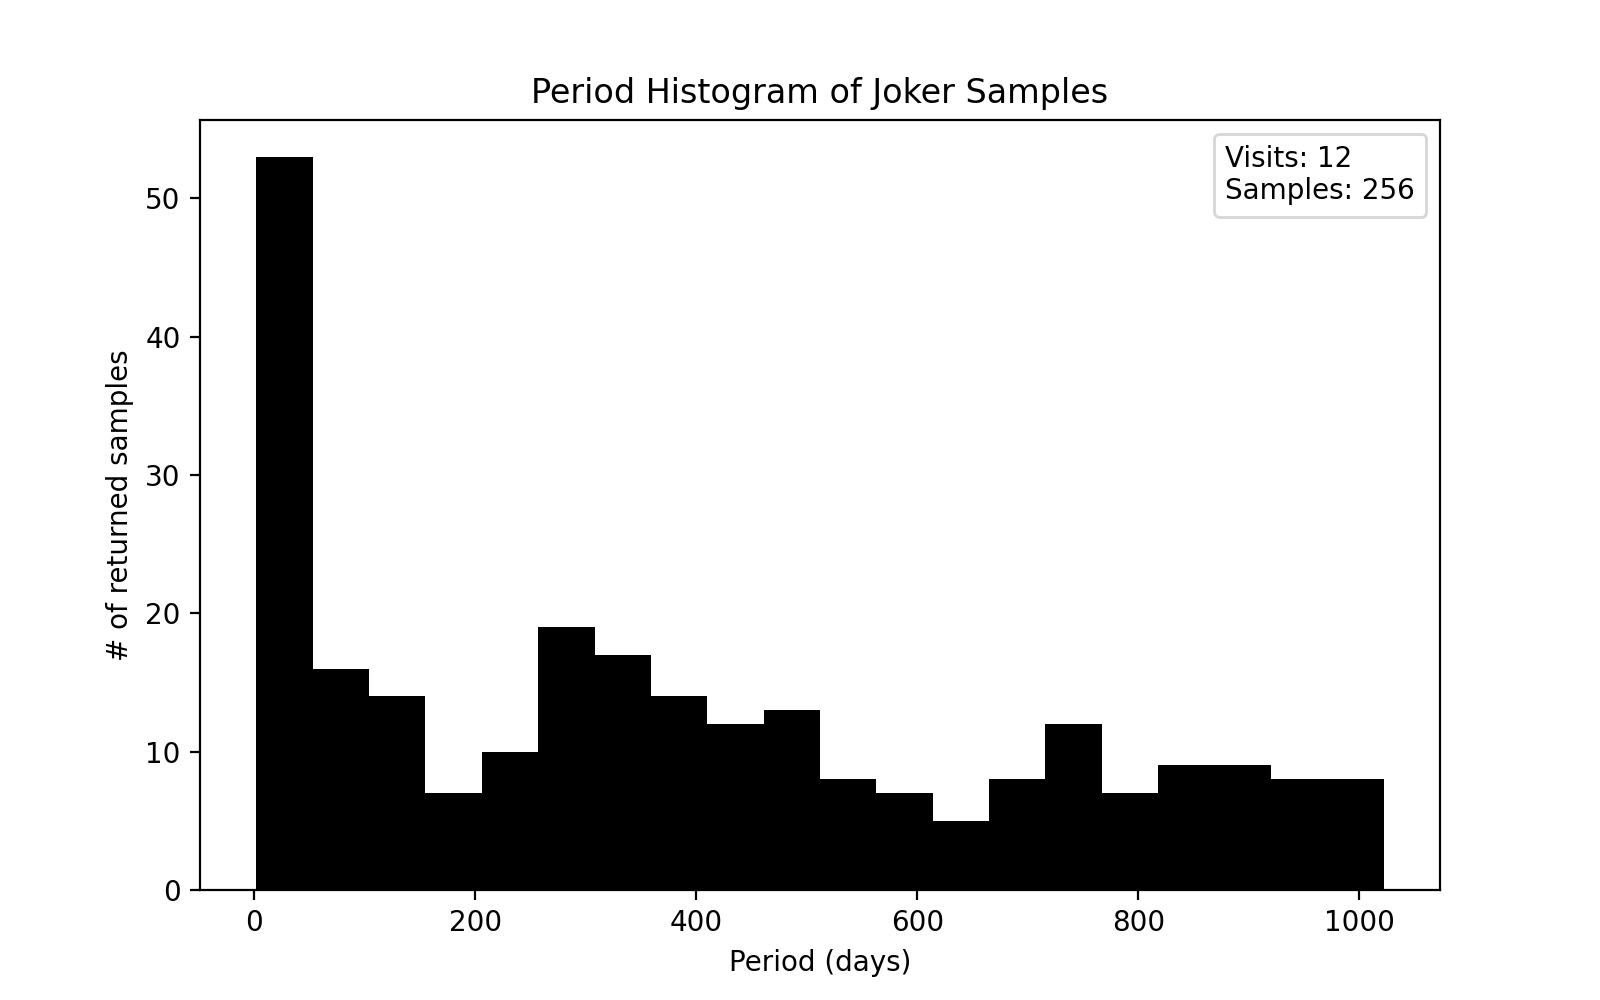 Period Histogram of Joker Samples
Visits: 12
Samples: 256
# of returned samples
50
40
30
20
10
0
0 200 400 600 800 1000
Period (days)